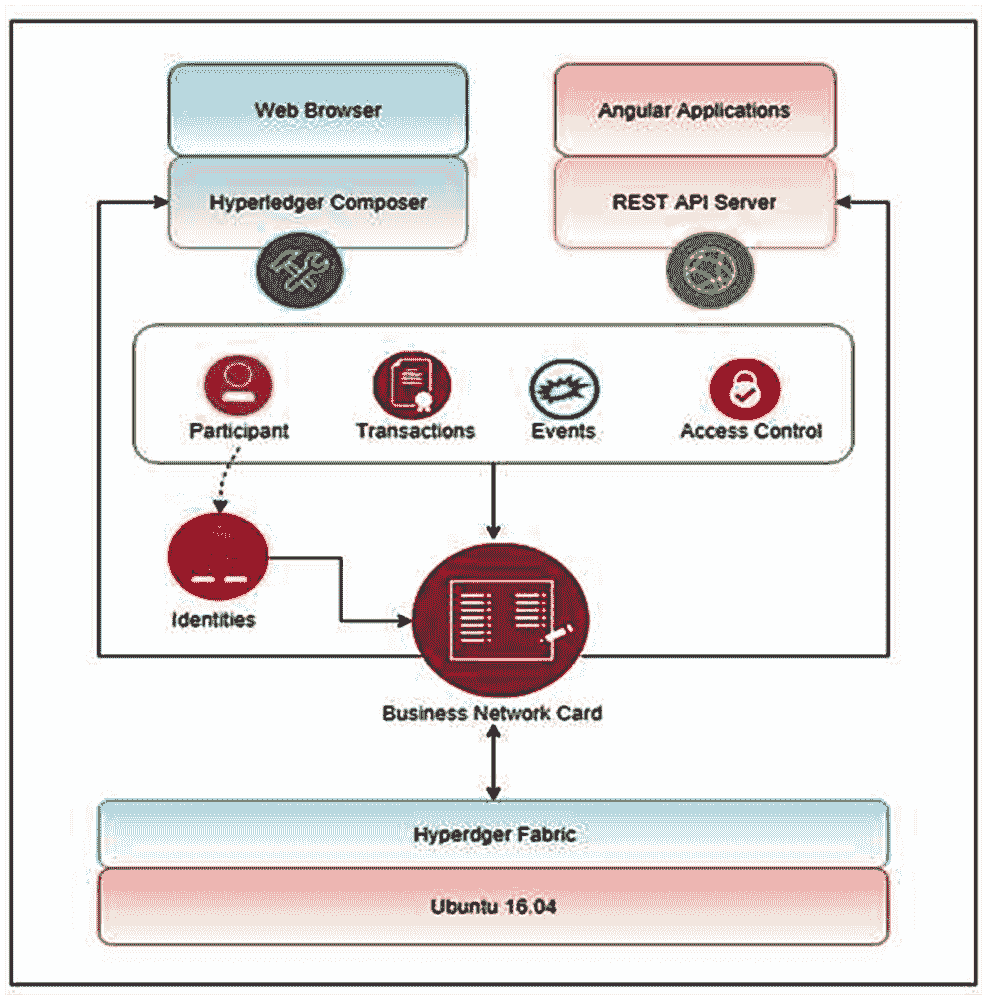 Web Browser
Angular Applications
Hyperledger Composer
REST API Server
Participant
Transactions
Events
Access Control
Identities
Business Network Card
Hyperdger Fabric
Ubuntu 16.04